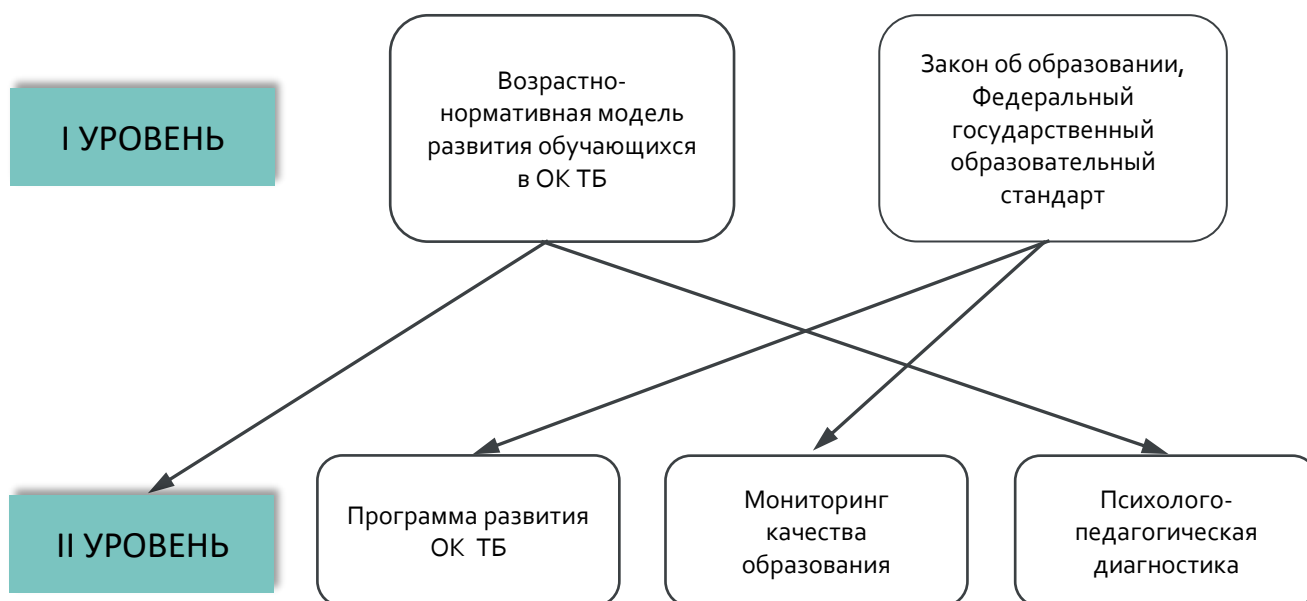 I УРОВЕНЬ
Возрастно-
нормативная модель
развития обучающихся
в ОК ТБ
Закон об образовании,
Федеральный
государственный
образовательный
стандарт
II УРОВЕНЬ
Программа развития
ОК ТБ
Мониторинг
качества
образования
Психолого-
педагогическая
диагностика